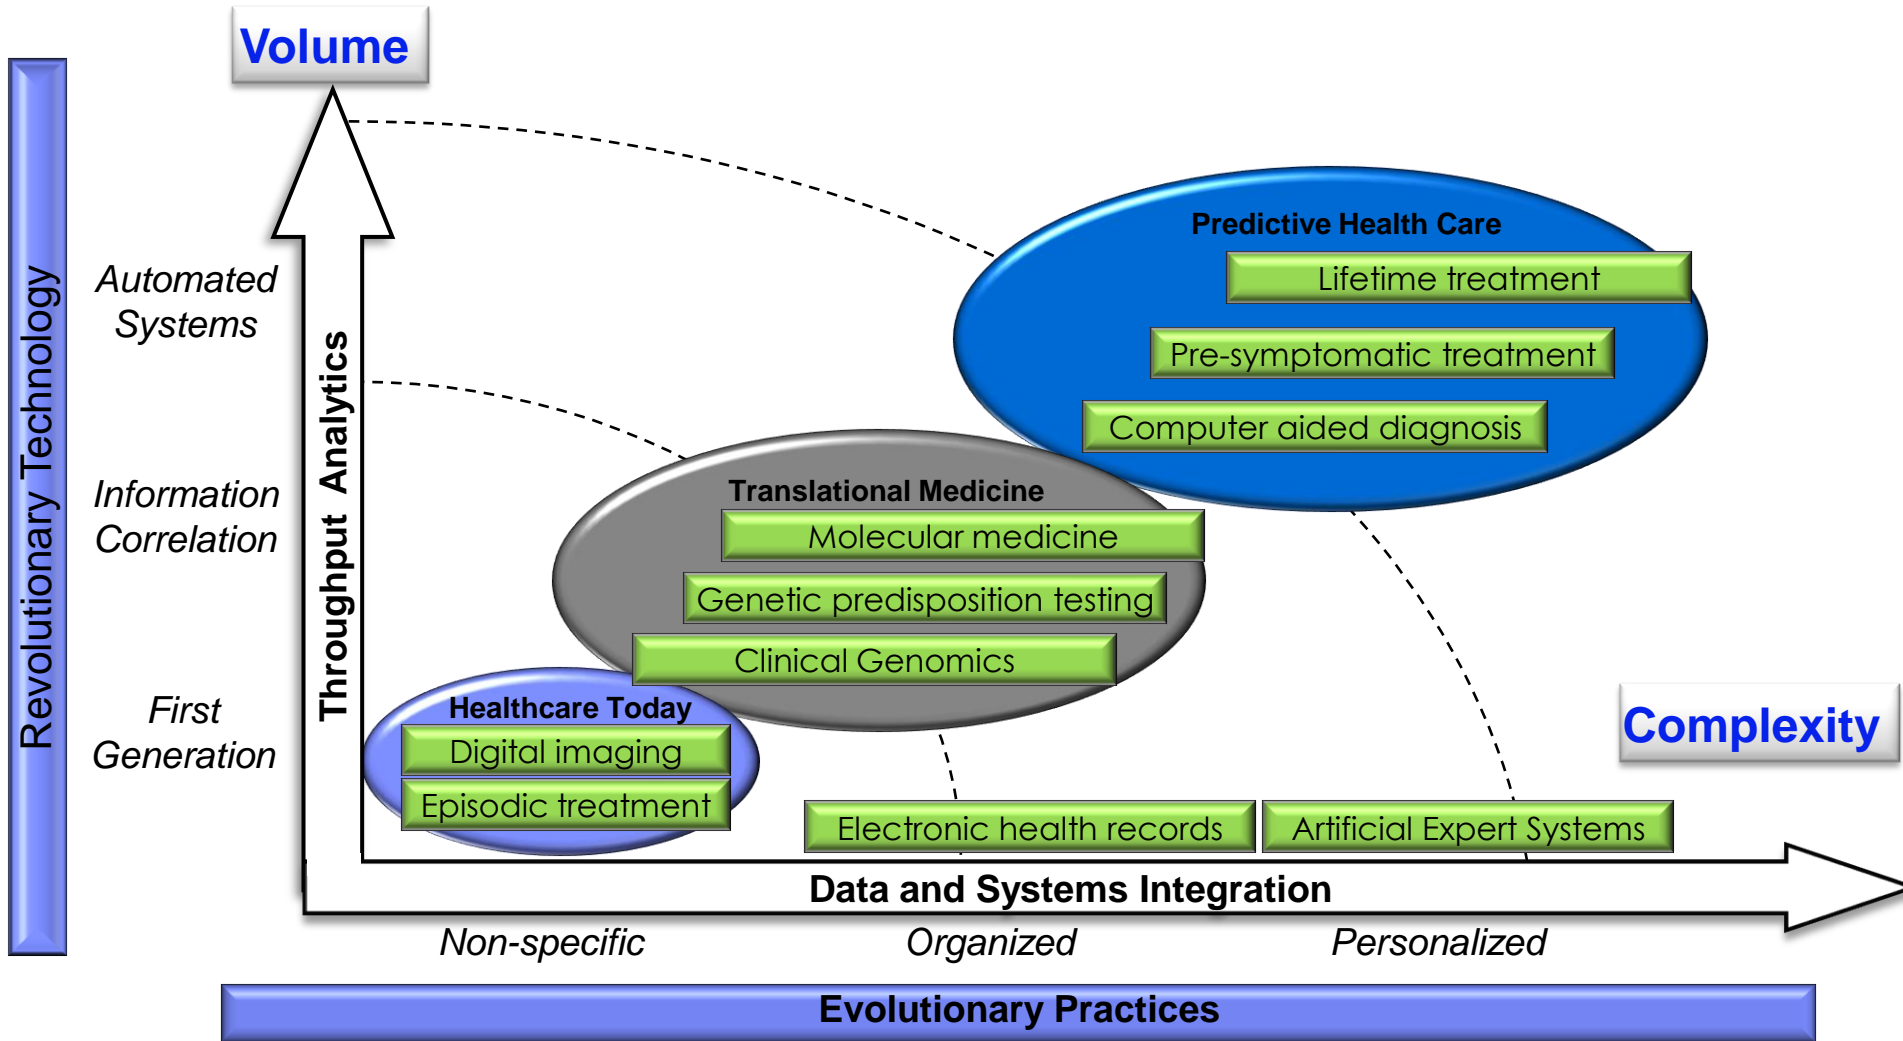 Volume
Revolutionary Technology
Automated
Systems
Information
Correlation
First
Generation
Throughput Analytics
Predictive Health Care
Lifetime treatment
Pre-symptomatic treatment
Computer aided diagnosis
Translational Medicine
Molecular medicine
Genetic predisposition testing
Clinical Genomics
Healthcare Today
Digital imaging
Episodic treatment
Electronic health records
Artificial Expert Systems
Complexity
Data and Systems Integration
Non-specific
Organized
Personalized
Evolutionary Practices